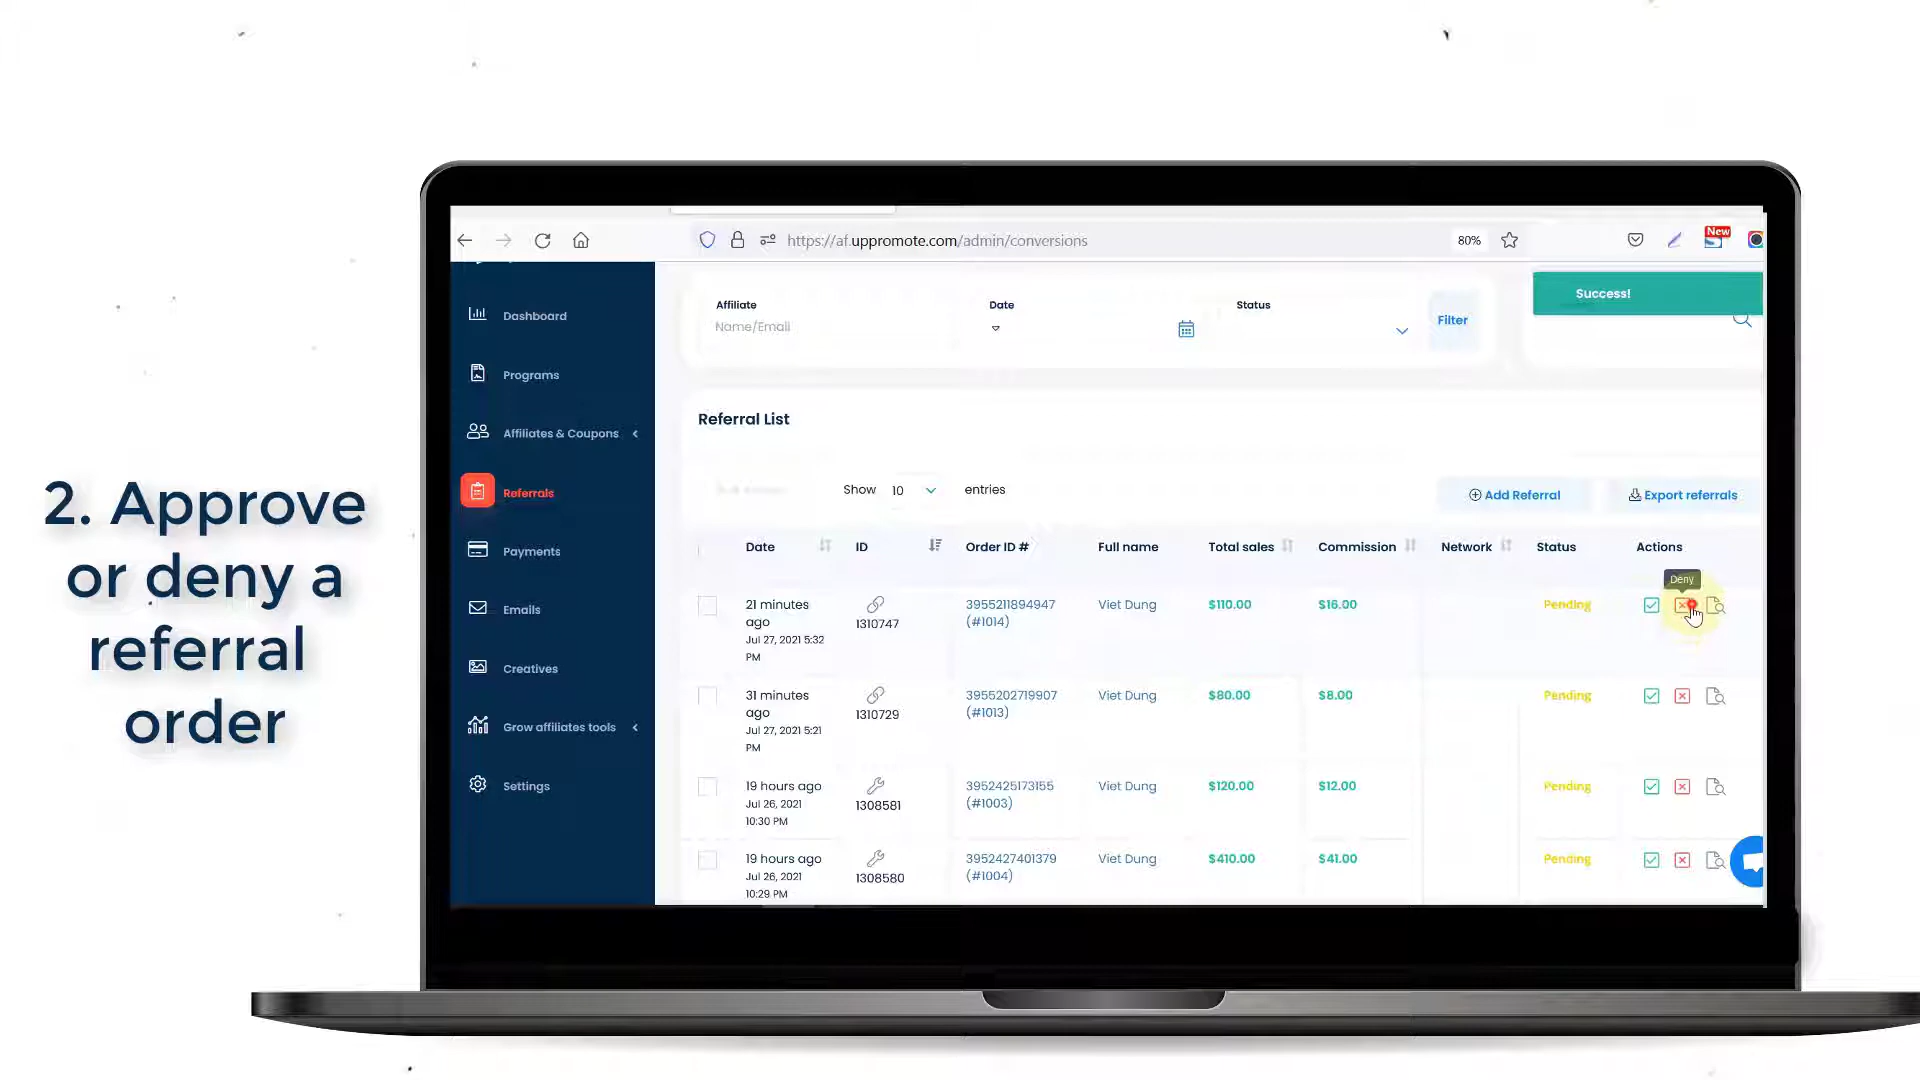 2. Approve
or deny a
referral
order
https://af.uppromote.com/admin/conversions
80%
New
Dashboard
Programs
Affiliates & Coupons
Referrals
Payments
Emails
Creatives
Grow affiliates tools
Settings
Affiliate
Name/Email
Date
Status
Filter
Success!
Referral List
Show 10 entries
Add Referral
Export referrals
Date ID Order ID # Full name Total sales Commission Network Status Actions
Deny
21 minutes
ago
Jul 27, 2021 5:32
PM
1310747
3955211894947
(#1014)
Viet Dung
$110.00
$16.00
Pending
31 minutes
ago
Jul 27, 2021 5:21
PM
1310729
3955202719907
(#1013)
Viet Dung
$80.00
$8.00
Pending
19 hours ago
Jul 26, 2021
10:30 PM
1308581
3952425173155
(#1003)
Viet Dung
$120.00
$12.00
Pending
19 hours ago
Jul 26, 2021
10:29 PM
1308580
3952427401379
(#1004)
Viet Dung
$410.00
$41.00
Pending